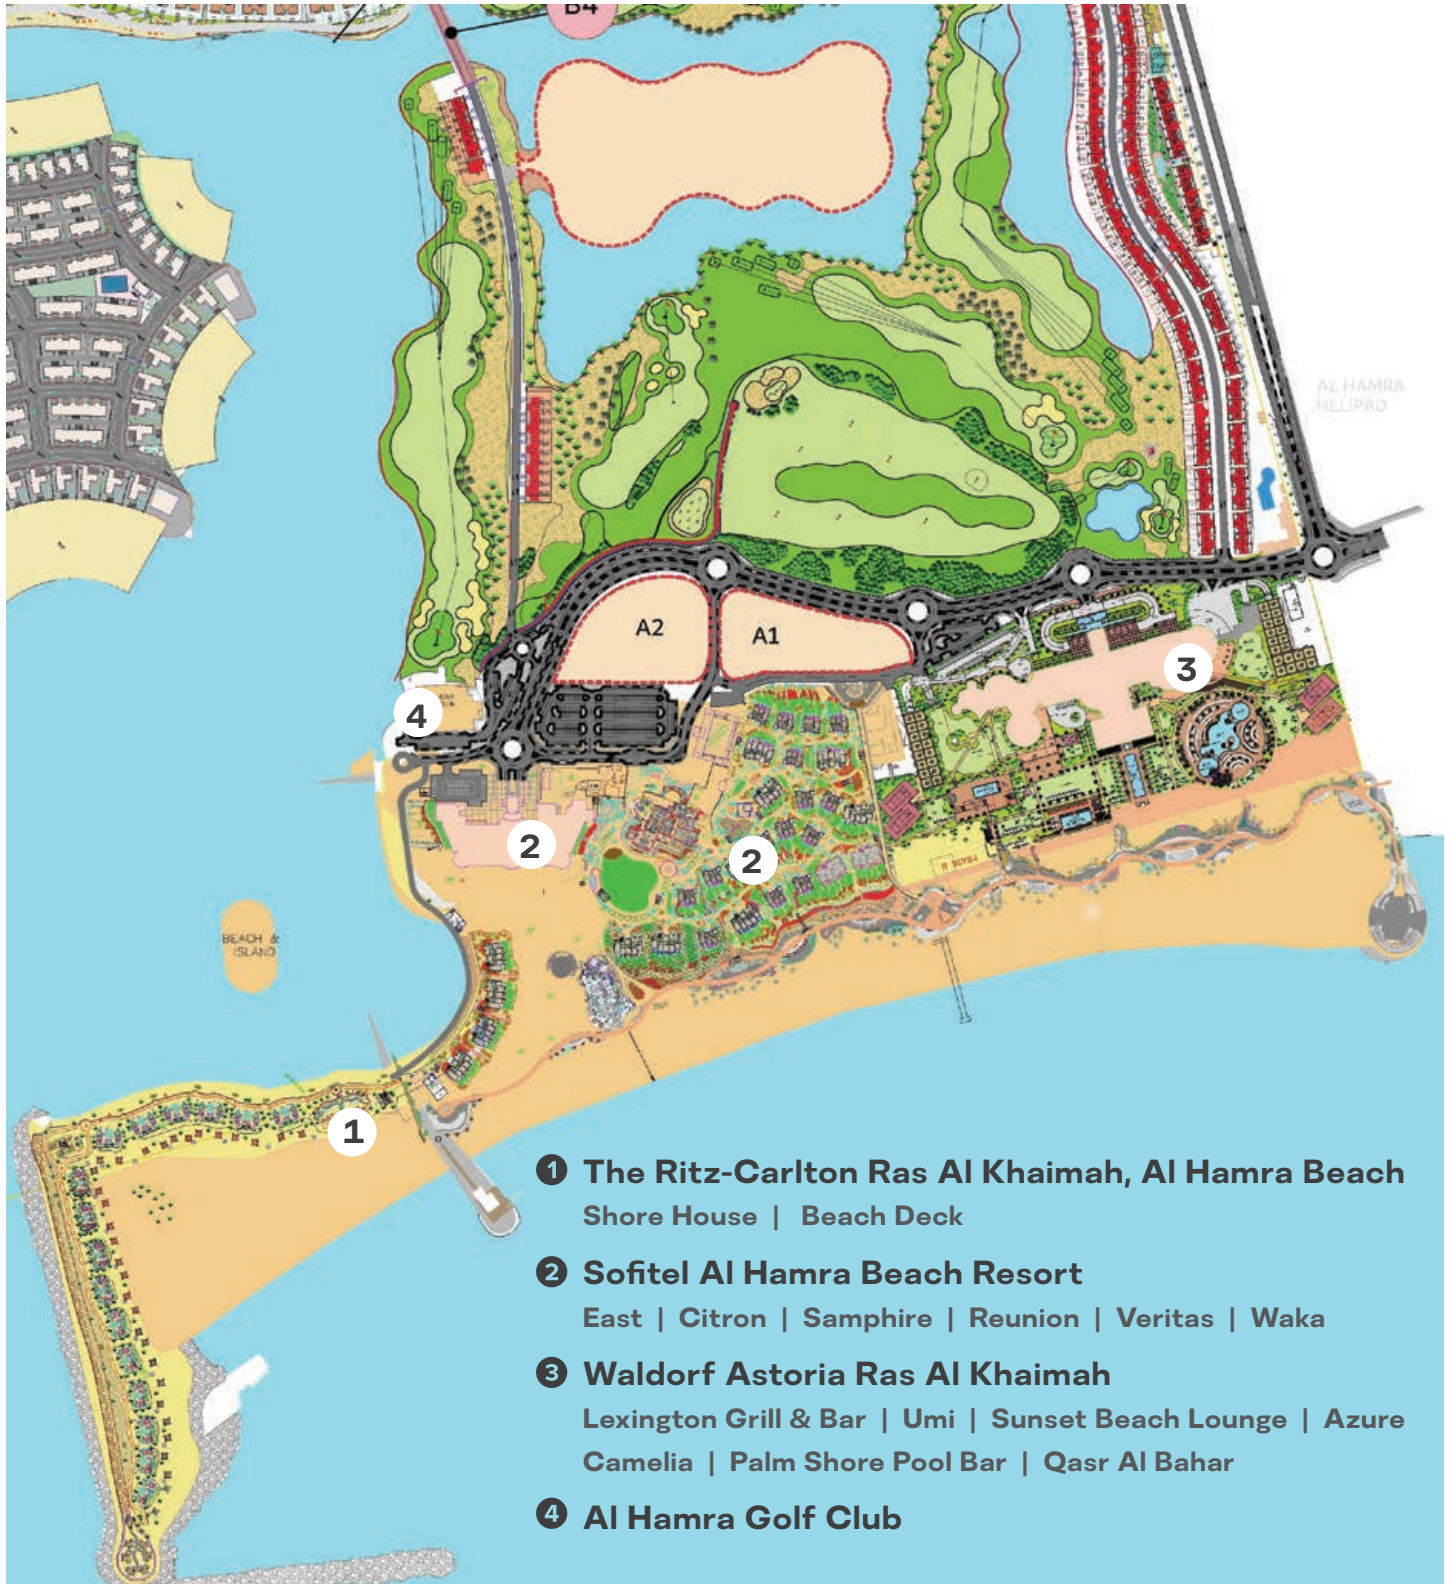 B4
AL HAMRA
HELIPAD
A2
A1
3
4
2
2
PHASE II
BEACH &
ISLAND
1
1 The Ritz-Carlton Ras Al Khaimah, Al Hamra Beach
Shore House | Beach Deck
2 Sofitel Al Hamra Beach Resort
East | Citron | Samphire | Reunion | Veritas | Waka
3 Waldorf Astoria Ras Al Khaimah
Lexington Grill & Bar | Umi | Sunset Beach Lounge | Azure
Camelia | Palm Shore Pool Bar | Qasr Al Bahar
4 Al Hamra Golf Club